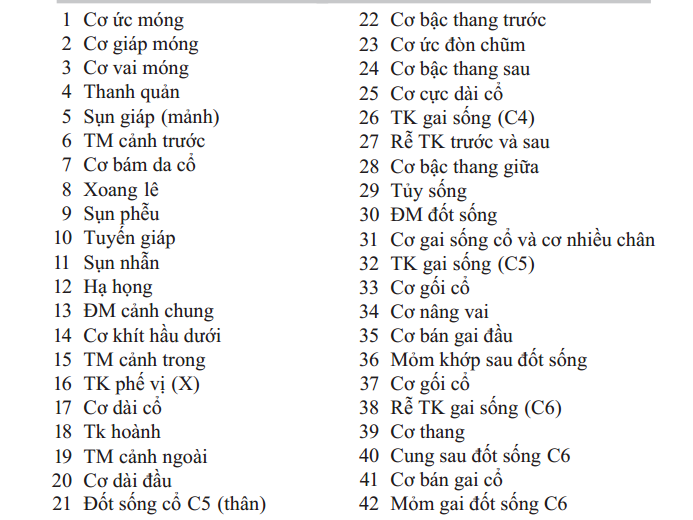 1 Cơ ức móng
2 Cơ giáp móng
3 Cơ vai móng
4 Thanh quản
5 Sụn giáp (mảnh)
6 TM cảnh trước
7 Cơ bám da cổ
8 Xoang lê
9 Sụn phễu
10 Tuyến giáp
11 Sụn nhẫn
12 Hạ họng
13 ĐM cảnh chung
14 Cơ khít hầu dưới
15 TM cảnh trong
16 TK phế vị (X)
17 Cơ dài cổ
18 Tk hoành
19 TM cảnh ngoài
20 Cơ dài đầu
21 Đốt sống cổ C5 (thân)
22 Cơ bậc thang trước
23 Cơ ức đòn chũm
24 Cơ bậc thang sau
25 Cơ cực dài cổ
26 TK gai sống (C4)
27 Rễ TK trước và sau
28 Cơ bậc thang giữa
29 Tủy sống
30 ĐM đốt sống
31 Cơ gai sống cổ và cơ nhiều chân
32 TK gai sống (C5)
33 Cơ gối cổ
34 Cơ nâng vai
35 Cơ bán gai đầu
36 Mỏm khớp sau đốt sống
37 Cơ gối cổ
38 Rễ TK gai sống (C6)
39 Cơ thang
40 Cung sau đốt sống C6
41 Cơ bán gai cổ
42 Mỏm gai đốt sống C6